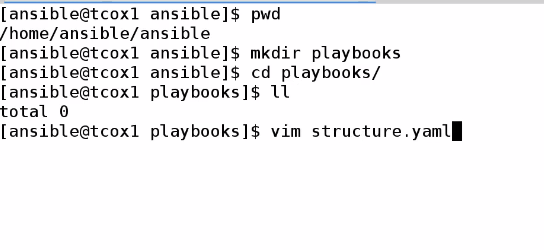 [ansible@tcox1 ansible]$ pwd
/home/ansible/ansible
[ansible@tcox1 ansible]$ mkdir playbooks
[ansible@tcox1 ansible]$ cd playbooks/
[ansible@tcox1 playbooks]$ ll
total 0
[ansible@tcox1 playbooks]$ vim structure.yaml